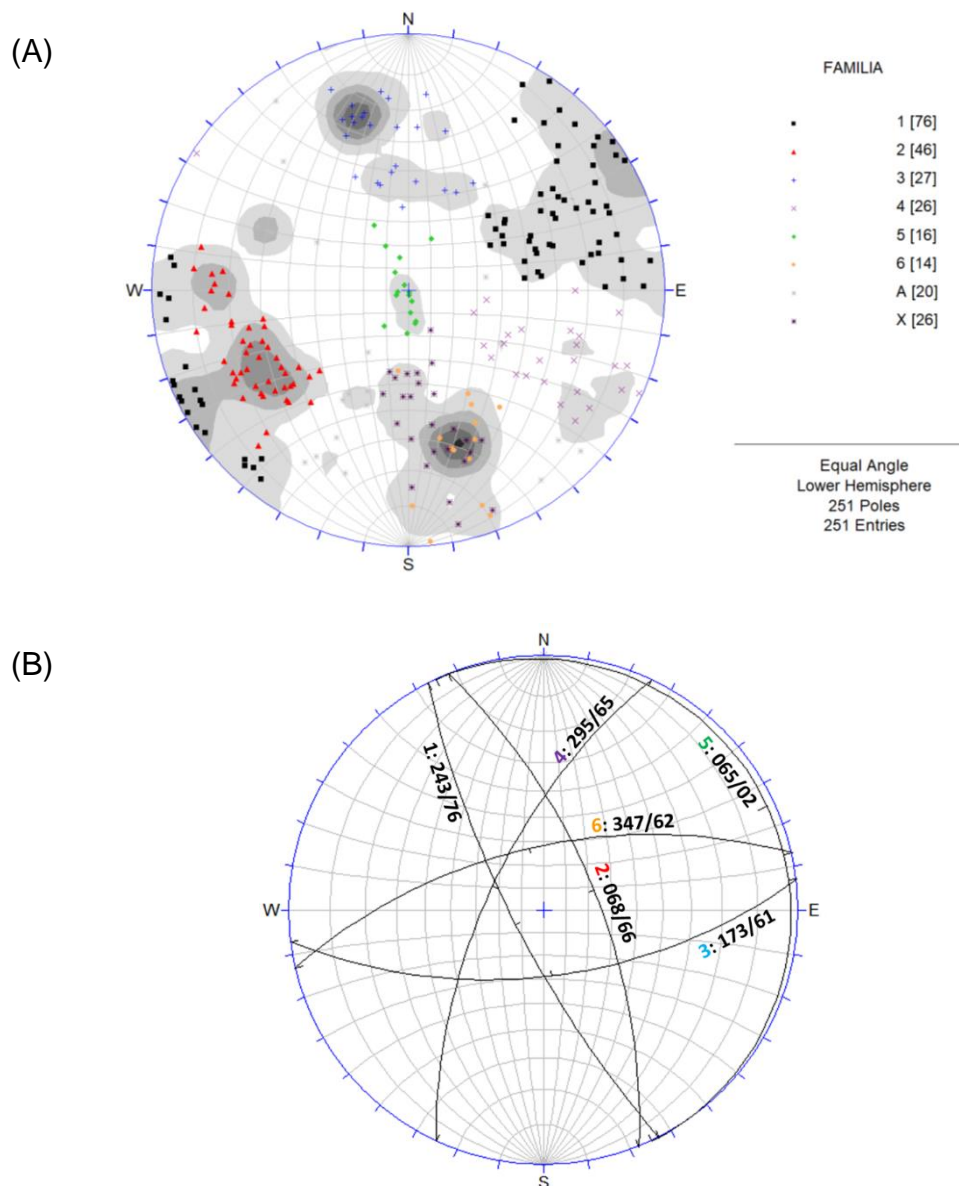 (A)
N
W
E
S
FAMILIA
1 [76]
2 [46]
3 [27]
4 [26]
5 [16]
6 [14]
A [20]
X [26]
Equal Angle
Lower Hemisphere
251 Poles
251 Entries
(B)
N
4: 295/65
5: 065/02
1: 243/76
6: 347/62
2: 068/66
W
E
3: 173/61
S